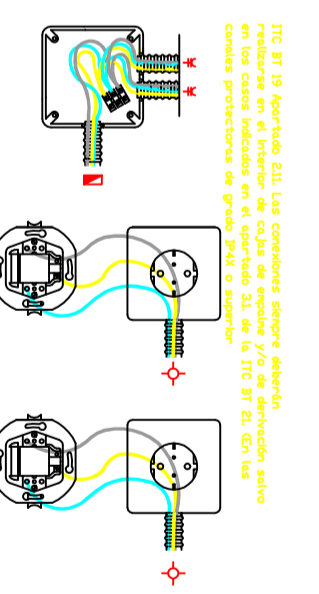 ITC BT 19 Apartado 2.11. Las conexiones siempre deberán
realizarse en el interior de cajas de empalme y/o de derivación salvo
en los casos indicados en el apartado 3.1 de la ITC BT 21. (En las
canales protectoras de grado IP4X o superior